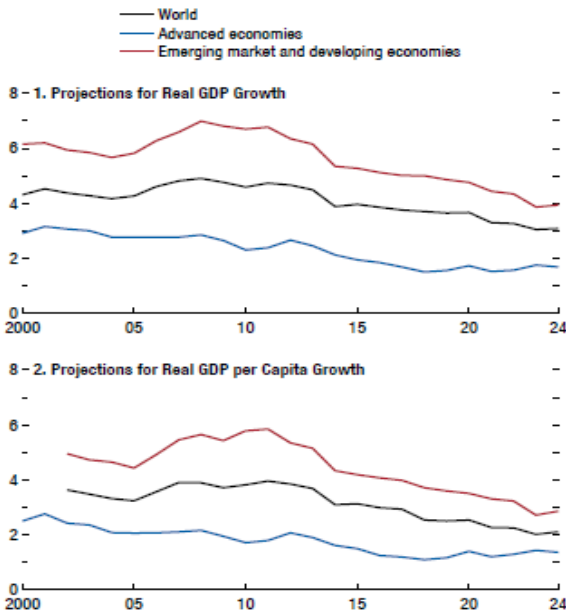 World
Advanced economies
Emerging market and developing economies
8 – 1. Projections for Real GDP Growth
6
4
2
0
2000 05 10 15 20 24
8 – 2. Projections for Real GDP per Capita Growth
6
4
2
0
2000 05 10 15 20 24